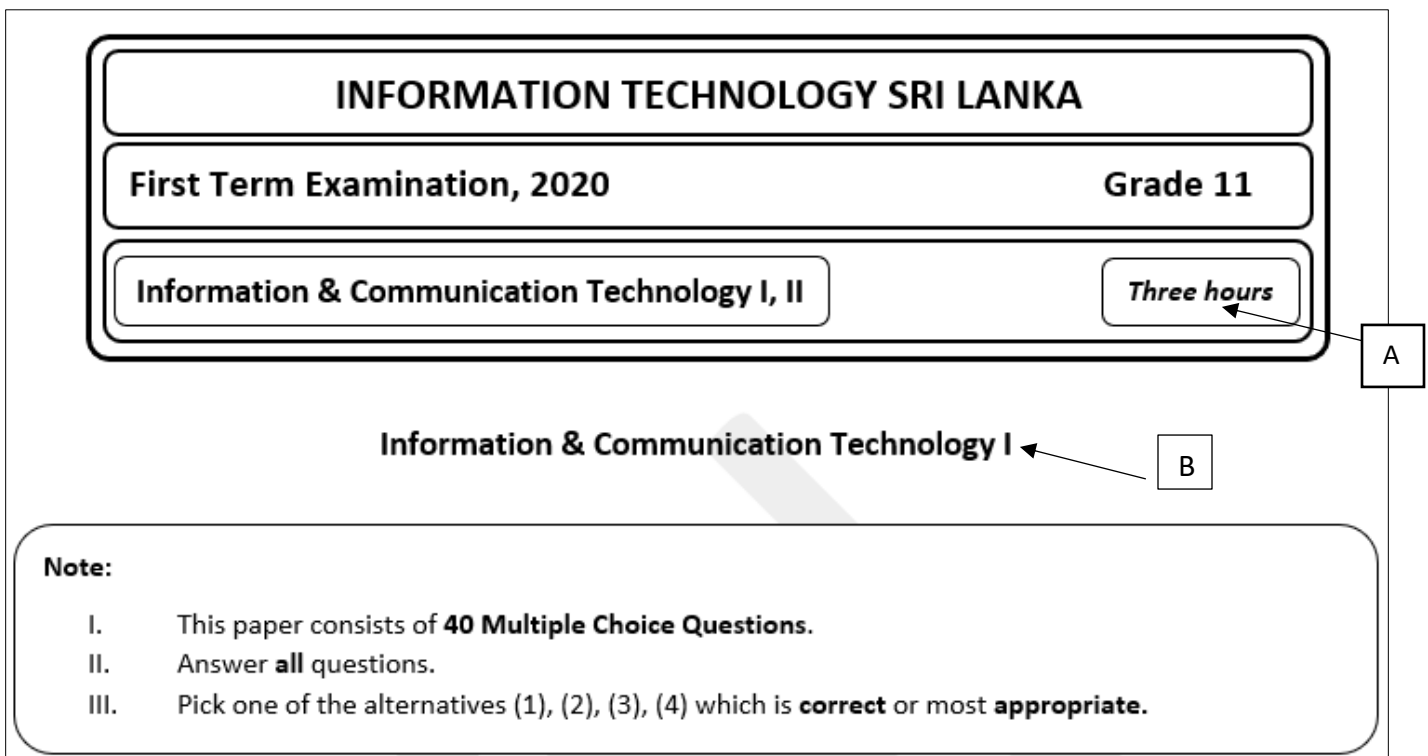 INFORMATION TECHNOLOGY SRI LANKA
First Term Examination, 2020 Grade 11
Information & Communication Technology I, II Three hours
A
Information & Communication Technology I
B
Note:
I. This paper consists of 40 Multiple Choice Questions.
II. Answer all questions.
III. Pick one of the alternatives (1), (2), (3), (4) which is correct or most appropriate.